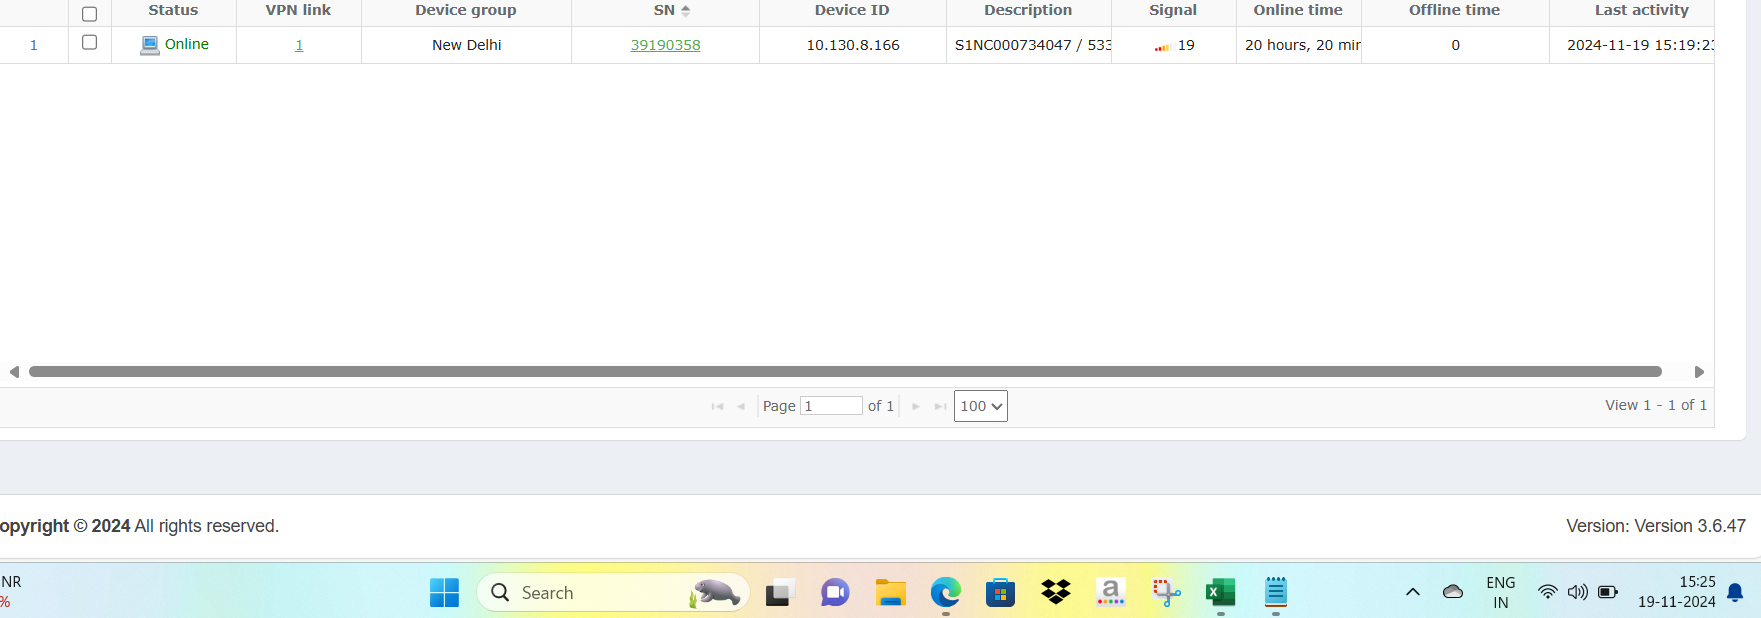 Status VPN link Device group SN Device ID Description Signal Online time Offline time Last activity
1 Online 1 New Delhi 39190358 10.130.8.166 S1NC000734047 / 533 19 20 hours, 20 mir 0 2024-11-19 15:19:23
Page 1 of 1 100 View 1 - 1 of 1
opyright © 2024 All rights reserved. Version: Version 3.6.47
NR
%
Search
a
X
ENG
IN
15:25
19-11-2024